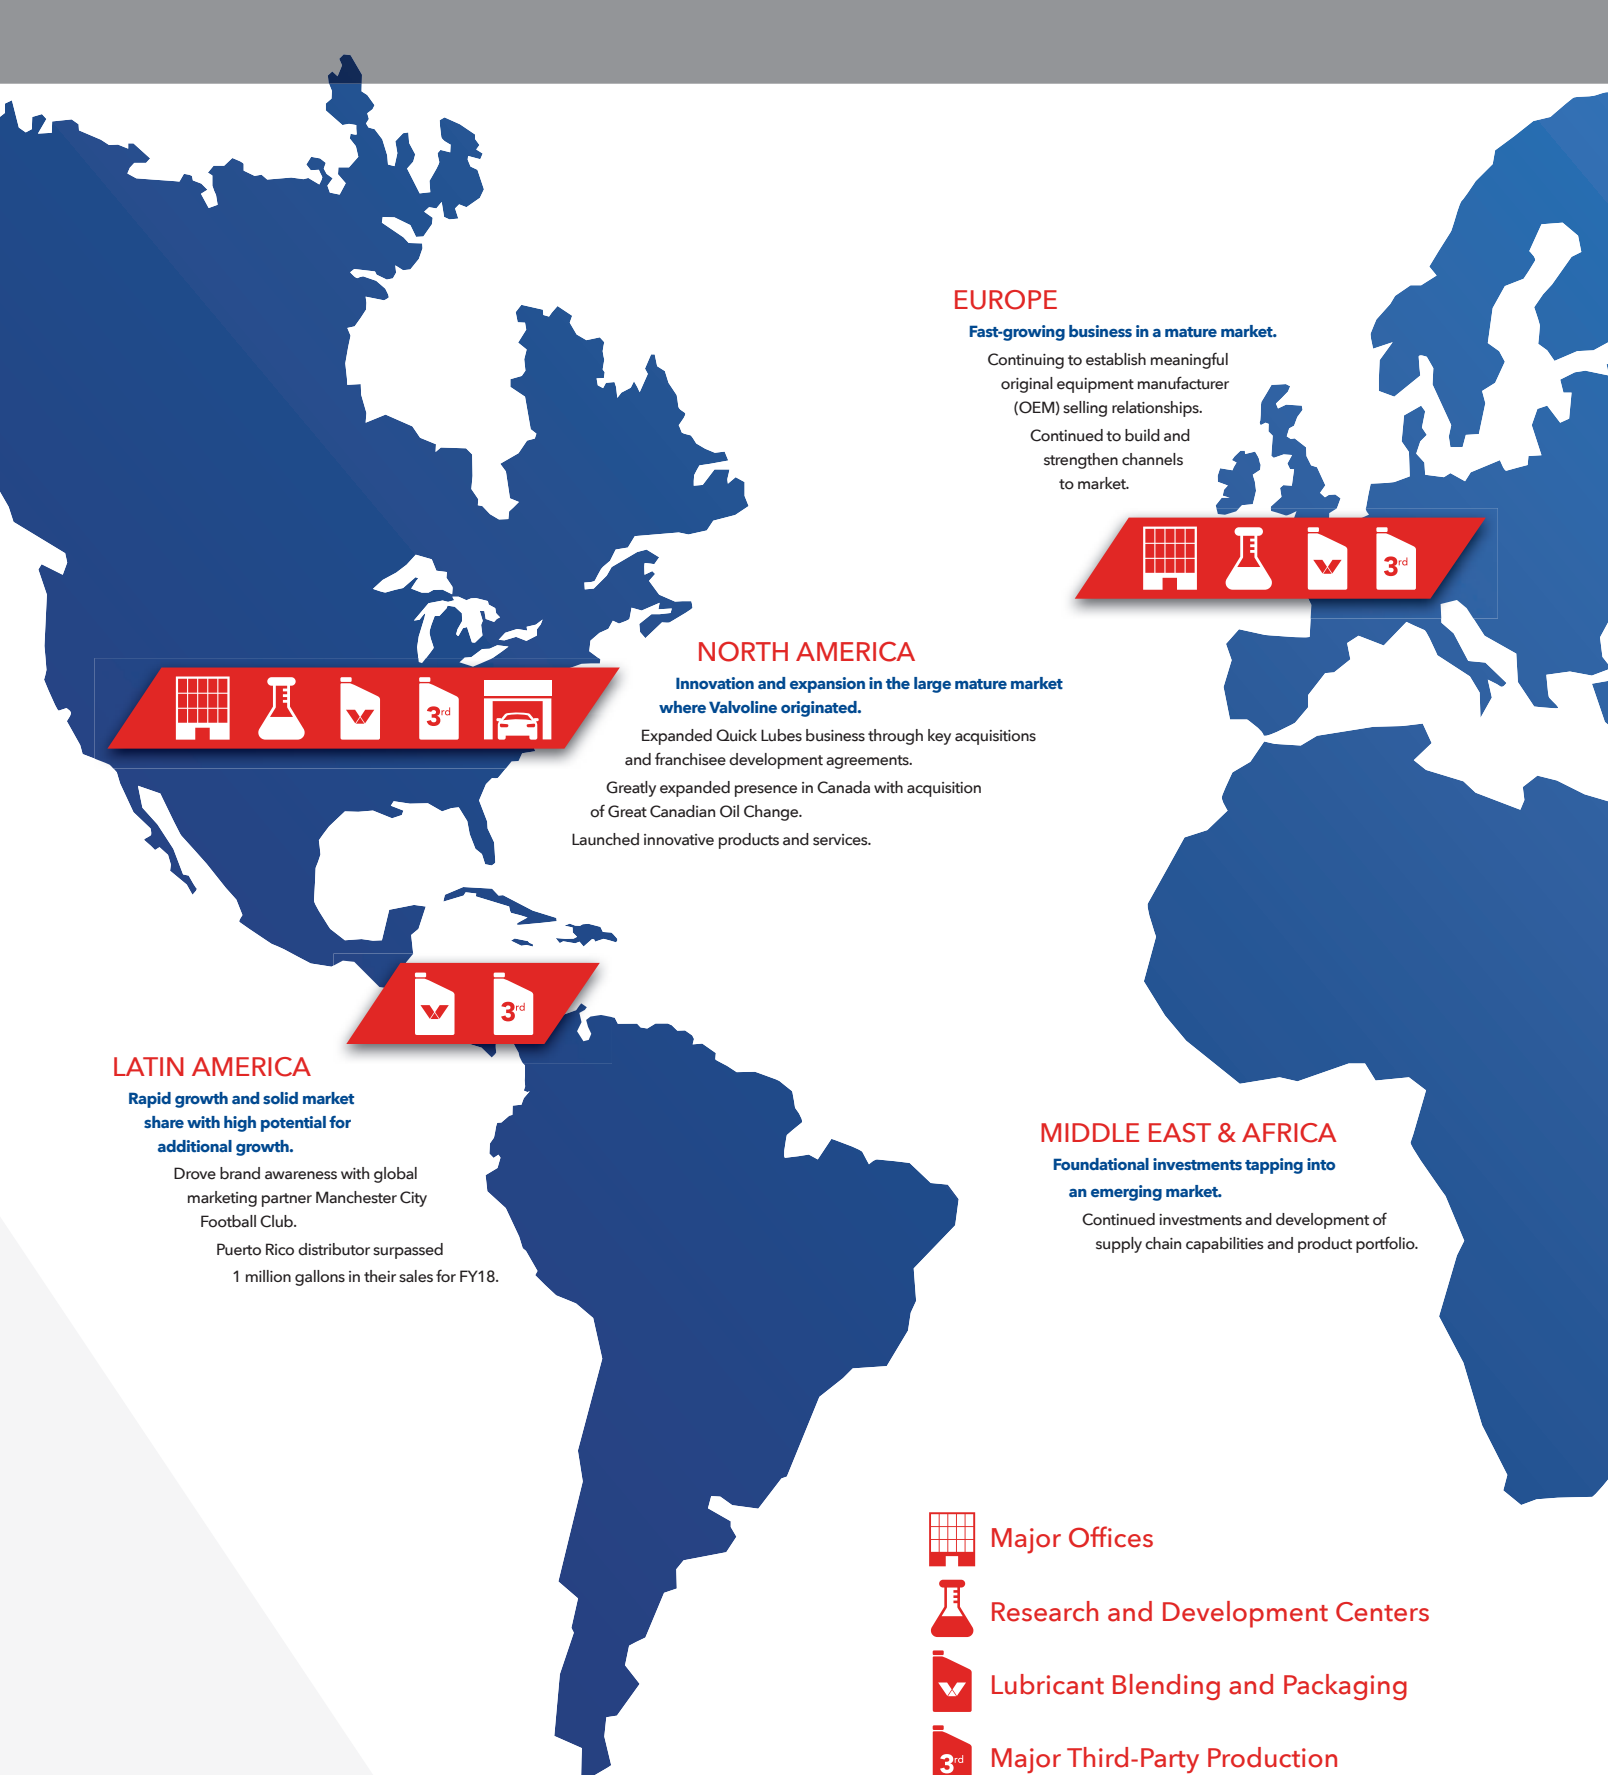 EUROPE
Fast-growing business in a mature market.
Continuing to establish meaningful
original equipment manufacturer
(OEM) selling relationships.
Continued to build and
strengthen channels
to market.
3rd
NORTH AMERICA
Innovation and expansion in the large mature market
where Valvoline originated.
Expanded Quick Lubes business through key acquisitions
and franchisee development agreements.
Greatly expanded presence in Canada with acquisition
of Great Canadian Oil Change.
Launched innovative products and services.
3rd
3rd
LATIN AMERICA
Rapid growth and solid market
share with high potential for
additional growth.
Drove brand awareness with global
marketing partner Manchester City
Football Club.
Puerto Rico distributor surpassed
1 million gallons in their sales for FY18.
MIDDLE EAST & AFRICA
Foundational investments tapping into
an emerging market.
Continued investments and development of
supply chain capabilities and product portfolio.
Major Offices
Research and Development Centers
Lubricant Blending and Packaging
3rd Major Third-Party Production